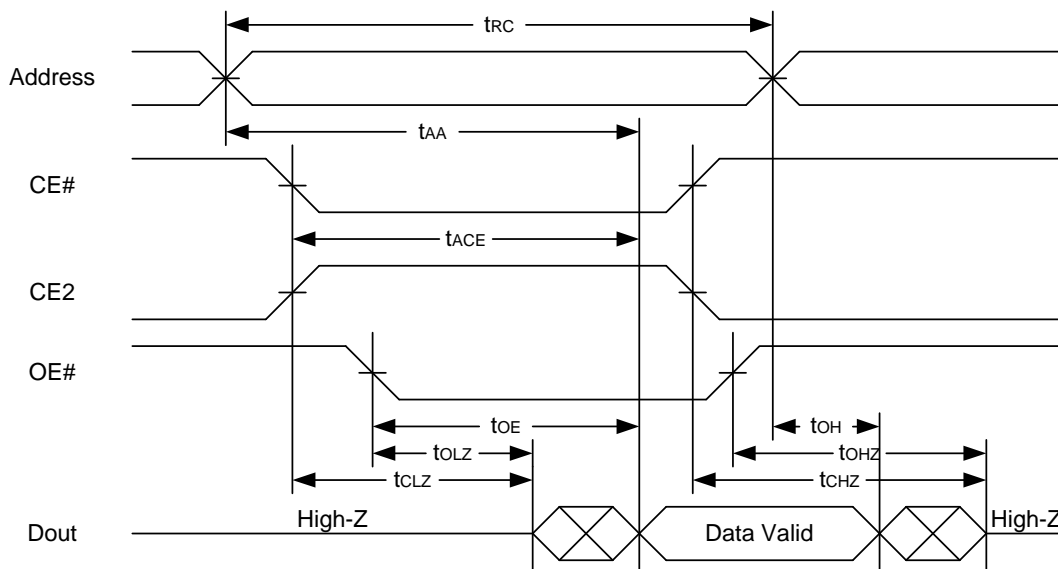 tRC
Address
tAA
CE#
tACE
CE2
OE#
tOE
tOH
tOLZ
tOHZ
tCLZ
tCHZ
High-Z
Data Valid
High-Z
Dout